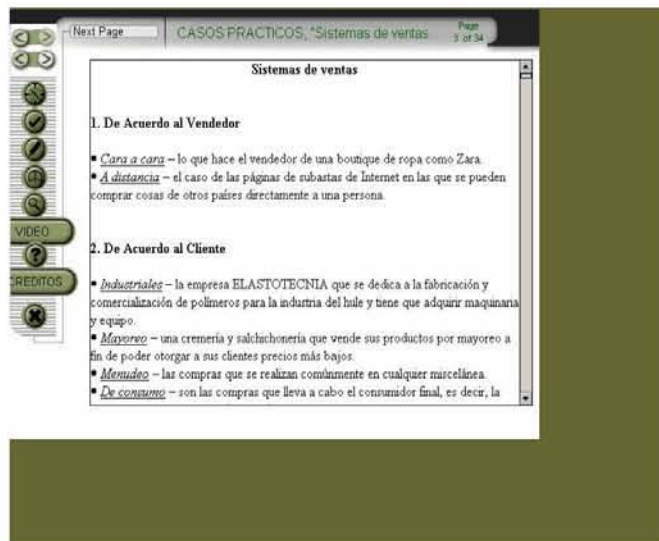 Next Page
CASOS PRACTICOS, "Sistemas de ventas
Page
3 of 34
Sistemas de ventas
1. De Acuerdo al Vendedor
▪ Cara a cara – lo que hace el vendedor de una boutique de ropa como Zara.
▪ A distancia – el caso de las páginas de subastas de Internet en las que se pueden
comprar cosas de otros países directamente a una persona.
2. De Acuerdo al Cliente
▪ Industriales – la empresa ELASTOTECNIA que se dedica a la fabricación y
comercialización de polímeros para la industria del hule y tiene que adquirir maquinaria
y equipo.
▪ Mayoreo – una cremería y salchichonería que vende sus productos por mayoreo a
fin de poder otorgar a sus clientes precios más bajos.
▪ Menudeo – las compras que se realizan comúnmente en cualquier miscelánea.
▪ De consumo – son las compras que lleva a cabo el consumidor final, es decir, la
VIDEO
CREDITOS